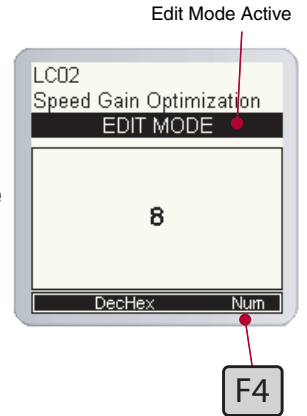 Edit Mode Active
LC02
Speed Gain Optimization
EDIT MODE
8
DecHex Num
F4